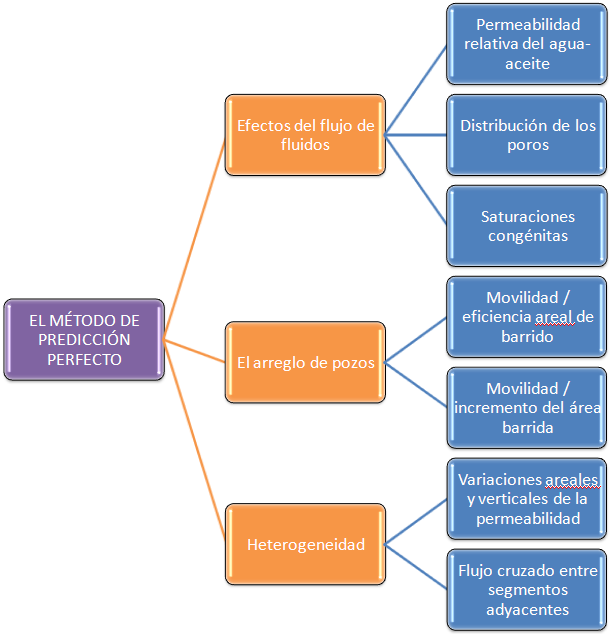 EL MÉTODO DE
PREDICCIÓN
PERFECTO
Efectos del flujo de
fluidos
Permeabilidad
relativa del agua-
aceite
Distribución de los
poros
Saturaciones
congénitas
El arreglo de pozos
Movilidad /
eficiencia areal de
barrido
Movilidad /
incremento del área
barrida
Heterogeneidad
Variaciones areales
y verticales de la
permeabilidad
Flujo cruzado entre
segmentos
adyacentes